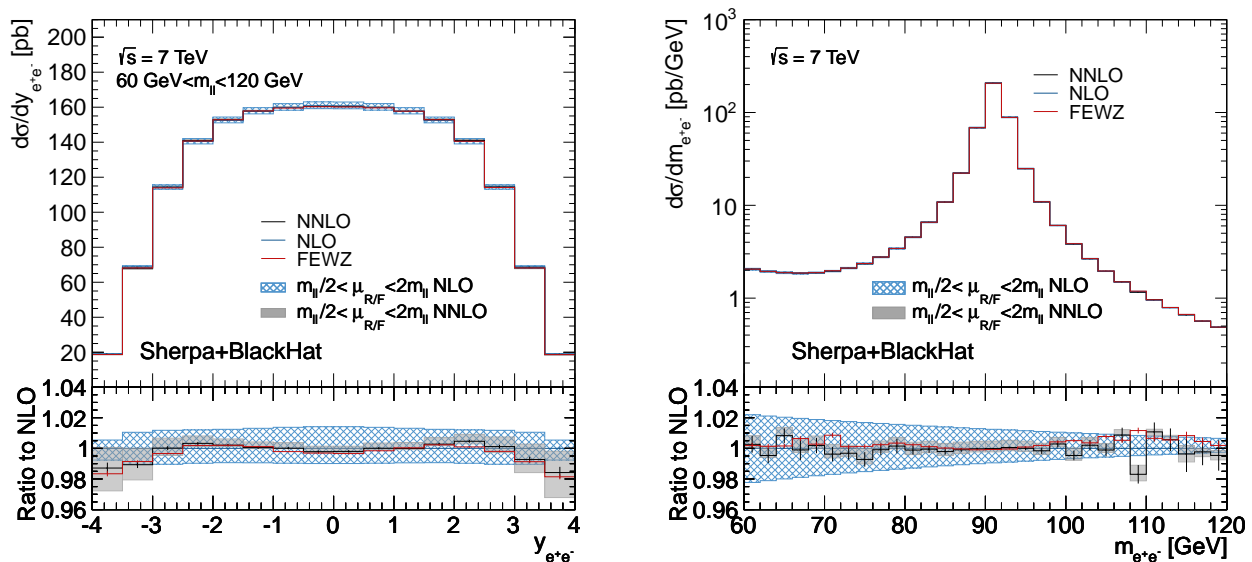 dσ/dy_{e⁺e⁻} [pb]
200
180
160
140
120
100
80
60
40
20
√s = 7 TeV
60 GeV<m_{ll}<120 GeV
NNLO
NLO
FEWZ
m_{ll}/2< μ_{R/F}<2m_{ll} NLO
m_{ll}/2< μ_{R/F}<2m_{ll} NNLO
Sherpa+BlackHat
Ratio to NLO
1.04
1.02
1
0.98
0.96
-4 -3 -2 -1 0 1 2 3 4
y_{e⁺e⁻}
dσ/dm_{e⁺e⁻} [pb/GeV]
10³
10²
10
1
√s = 7 TeV
NNLO
NLO
FEWZ
m_{ll}/2< μ_{R/F}<2m_{ll} NLO
m_{ll}/2< μ_{R/F}<2m_{ll} NNLO
Sherpa+BlackHat
Ratio to NLO
1.04
1.02
1
0.98
0.96
60 70 80 90 100 110 120
m_{e⁺e⁻} [GeV]